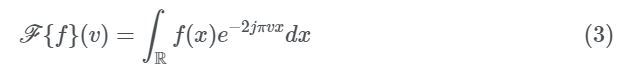 ℱ{f}(v) = ∫_ℝ f(x)e^{−2jπvx}dx (3)